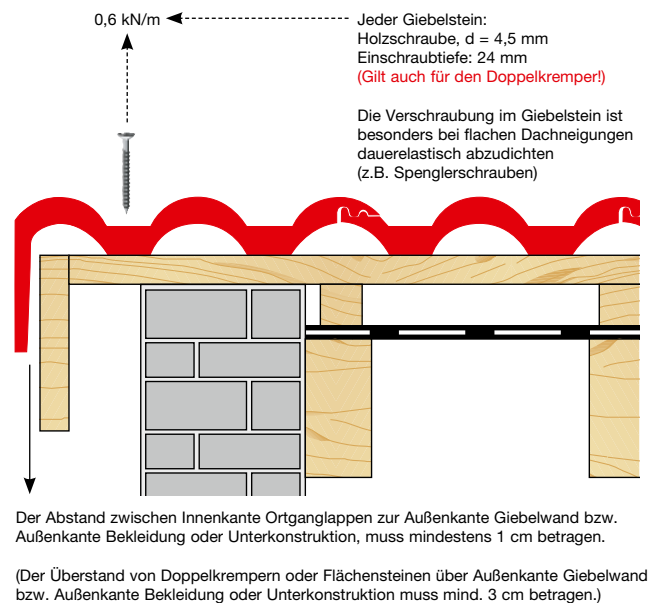 0,6 kN/m
Jeder Giebelstein:
Holzschraube, d = 4,5 mm
Einschraubtiefe: 24 mm
(Gilt auch für den Doppelkremper!)
Die Verschraubung im Giebelstein ist
besonders bei flachen Dachneigungen
dauerelastisch abzudichten
(z.B. Spenglerschrauben)
Der Abstand zwischen Innenkante Ortganglappen zur Außenkante Giebelwand bzw.
Außenkante Bekleidung oder Unterkonstruktion, muss mindestens 1 cm betragen.
(Der Überstand von Doppelkrempern oder Flächensteinen über Außenkante Giebelwand
bzw. Außenkante Bekleidung oder Unterkonstruktion muss mind. 3 cm betragen.)